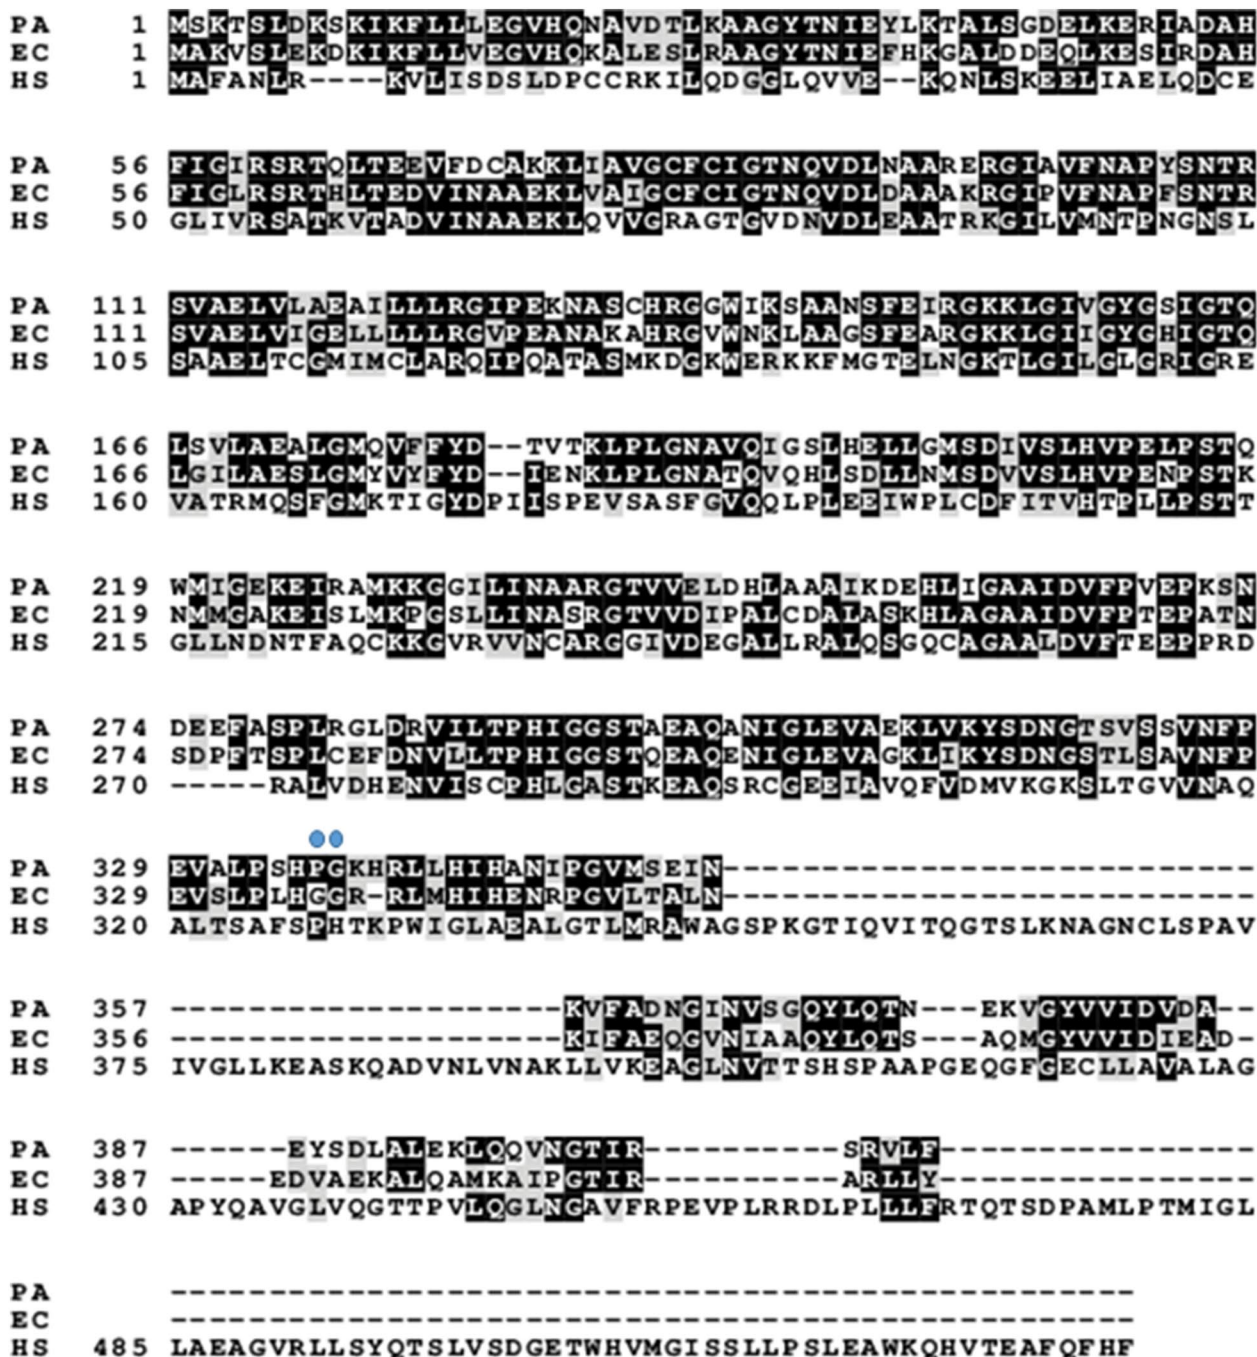 PA 1 MSKTSLDKSKIKFLLLEGVHQNAVDTLKAAGYTNIEYLKTALSGDELKERIADAH
EC 1 MAKVSLEKDKIKFLLVEGVHQKALESLRAAGYTNIEFHKGALDDEQLKESIRDAH
HS 1 MAFANLR----KVLISDSLDPCCRKILQDGGLQVVE--KQNLSKEELIAELQDCE
PA 56 FIGIRSRTQLTEEVFDCAKKLIAVGCFCIGTNQVDLNAARERGIAVFNAPYSNTR
EC 56 FIGLRSRTHLTEDVINAAEKLVAIGCFCIGTNQVDLDAAAKRGIPVFNAPFSNTR
HS 50 GLIVRSATKVTADVINAAEKLQVVGRAGTGVDNVDLEAATRKGILVMNTPNGNSL
PA 111 SVAELVLAEAILLLRGIPEKNASCHRGGWIKSAANSFEIRGKKLGIVGYGSIGTQ
EC 111 SVAELVIGELLLLLRGVPEANAKAHRGVWNKLAAGSFEARGKKLGIIGYGHIGTQ
HS 105 SAAELTCGMIMCLARQIPQATASMKDGKWERKKFMGTELNGKTLGILGLGRIGRE
PA 166 LSVLAEALGMQVFFYD--TVTKLPLGNAVQIGSLHELLGMSDIVSLHVPELPSTQ
EC 166 LGILAESLGMYVYFYD--IENKLPLGNATQVQHLSDLLNMSDVVSLHVPENPSTK
HS 160 VATRMQSFGMKTIGYDPIISPEVSASFGVQQLPLEEIWPLCDFITVHTPLLPSTT
PA 219 WMIGEKEIRAMKKGGILINAARGTVVELDHLAAAIKDEHLIGAAIDVFPVEPKSN
EC 219 NMMGAKEISLMKPGSLLINASRGTVVDIPALCDALASKHLAGAAIDVFPTEPATN
HS 215 GLLNDNTFAQCKKGVRVVNCARGGIVDEGALLRALQSGQCAGAALDVFTEEPPRD
PA 274 DEEFASPLRGLDRVILTPHIGGSTAEAQANIGLEVAEKLVKYSDNGTSVSSVNFP
EC 274 SDPFTSPLCEFDNVLLTPHIGGSTQEAQENIGLEVAGKLIKYSDNGSTLSAVNFP
HS 270 -----RALVDHENVISCPHLGASTKEAQSRCGEEIAVQFVDMVKGKSLTGVVNAQ
PA 329 EVALPSHPGKHRLLHIHANIPGVMSEIN---------------------------
EC 329 EVSLPLHGGR-RLMHIHENRPGVLTALN---------------------------
HS 320 ALTSAFSPHTKPWIGLAEALGTLMRAWAGSPKGTIQVITQGTSLKNAGNCLSPAV
PA 357 --------------------KVFADNGINVSGQYLQTN---EKVGYVVIDVDA--
EC 356 --------------------KIFAEQGVNIAAQYLQTS---AQMGYVVIDIEAD-
HS 375 IVGLLKEASKQADVNLVNAKLLVKEAGLNVTTSHSPAAPGEQGFGECLLAVALAG
PA 387 ------EYSDLALEKLQQVNGTIR----------SRVLF----------------
EC 387 -----EDVAEKALQAMKAIPGTIR----------ARLLY----------------
HS 430 APYQAVGLVQGTTPVLQGLNGAVFRPEVPLRRDLPLLLFRTQTSDPAMLPTMIGL
PA -------------------------------------------------
EC -------------------------------------------------
HS 485 LAEAGVRLLSYQTSLVSDGETWHVMGISSLLPSLEAWKQHVTEAFQFHF